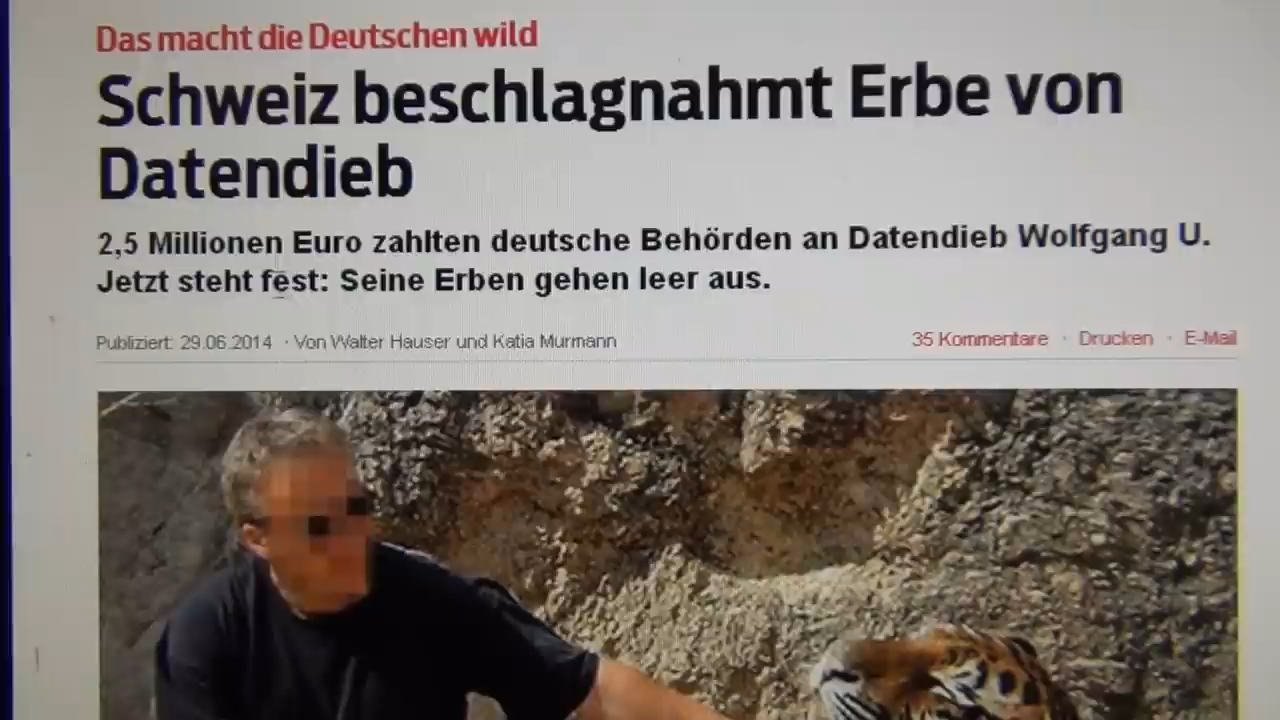 Das macht die Deutschen wild
Schweiz beschlagnahmt Erbe von
Datendieb
2,5 Millionen Euro zahlten deutsche Behörden an Datendieb Wolfgang U.
Jetzt steht fest: Seine Erben gehen leer aus.
Publiziert: 29.06.2014 · Von Walter Hauser und Katia Murmann 35 Kommentare · Drucken · E-Mail